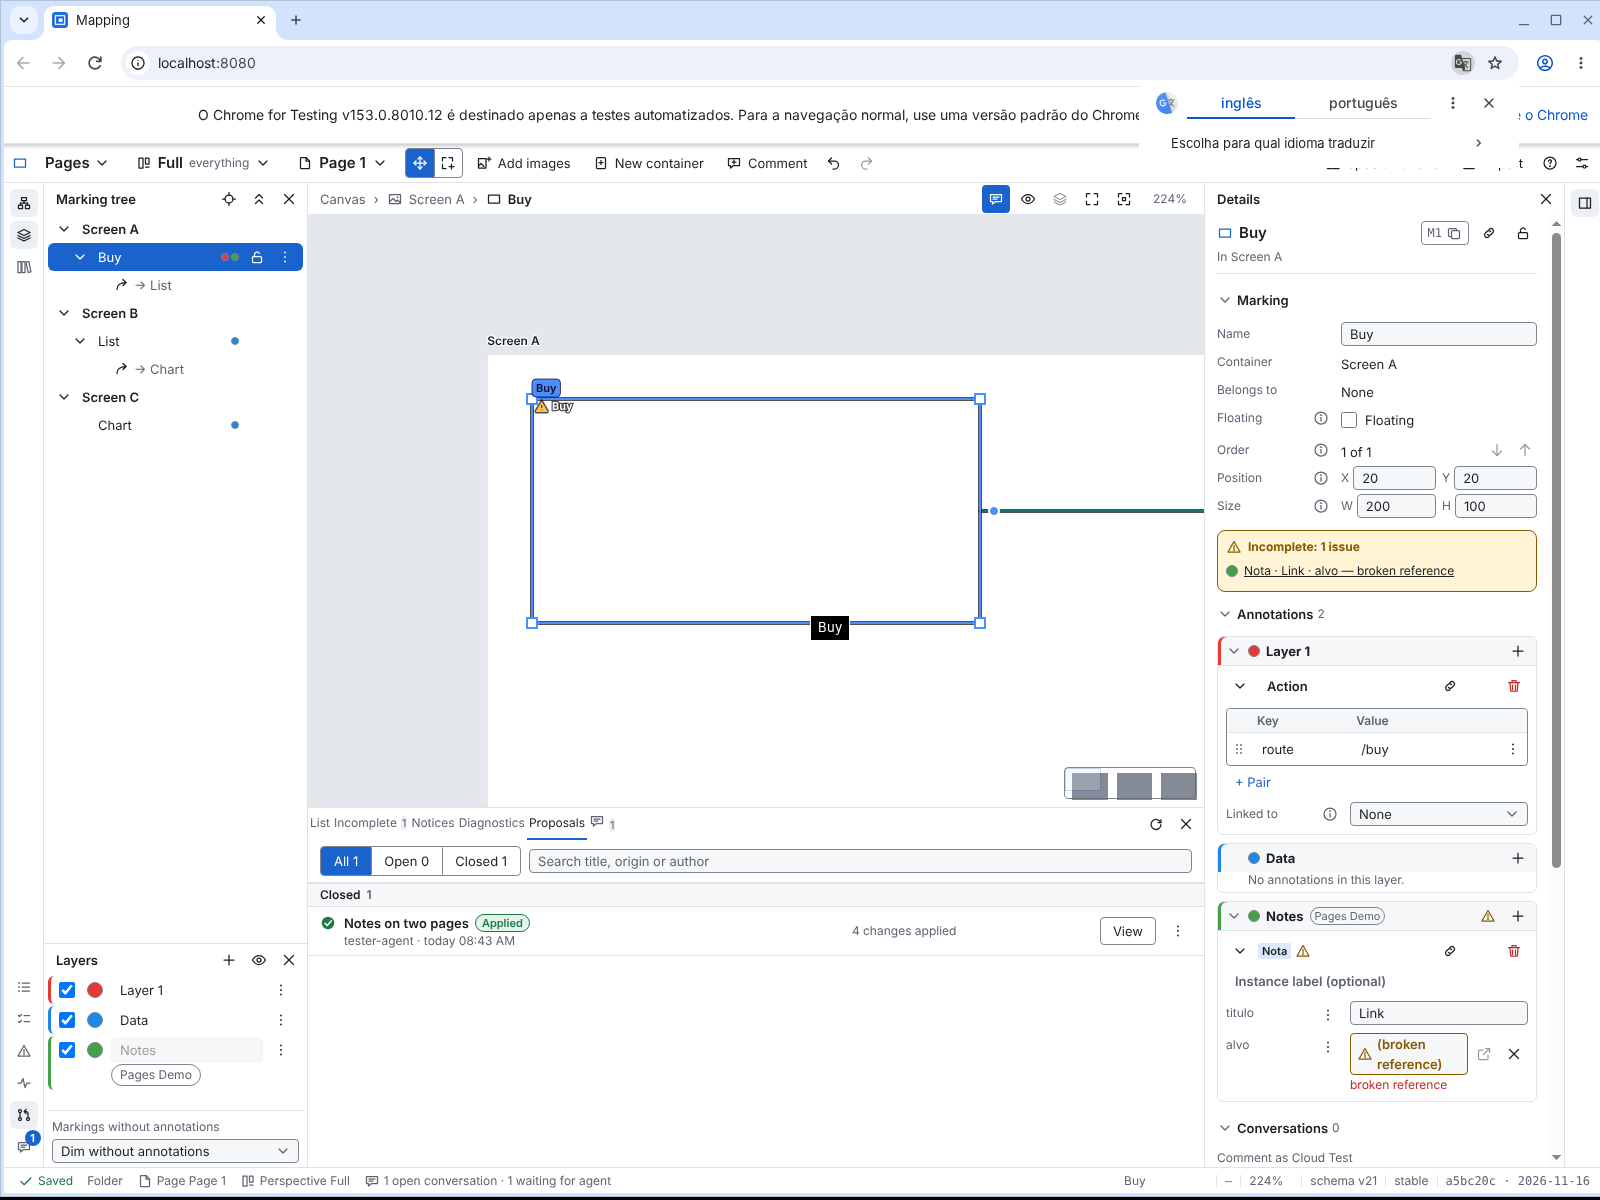 Mapping
localhost:8080
O Chrome for Testing v153.0.8010.12 é destinado apenas a testes automatizados. Para a navegação normal, use uma versão padrão do Chrome
e o Chrome
inglês
português
Escolha para qual idioma traduzir
Pages
Full everything
Page 1
Add images
New container
Comment
Marking tree
Screen A
Buy
→ List
Screen B
List
→ Chart
Screen C
Chart
Canvas
Screen A
Buy
224%
Screen A
Buy
Buy
Buy
List Incomplete 1 Notices Diagnostics Proposals 1
All 1
Open 0
Closed 1
Search title, origin or author
Closed 1
Notes on two pages Applied
tester-agent · today 08:43 AM
4 changes applied
View
Layers
Layer 1
Data
Notes
Pages Demo
Markings without annotations
Dim without annotations
1
Details
Buy
M1
In Screen A
Marking
Name Buy
Container Screen A
Belongs to None
Floating Floating
Order 1 of 1
Position X 20 Y 20
Size W 200 H 100
Incomplete: 1 issue
Nota · Link · alvo — broken reference
Annotations 2
Layer 1
Action
Key Value
route /buy
+ Pair
Linked to None
Data
No annotations in this layer.
Notes Pages Demo
Nota
Instance label (optional)
titulo Link
alvo (broken reference)
broken reference
Conversations 0
Comment as Cloud Test
Saved
Folder
Page Page 1
Perspective Full
1 open conversation · 1 waiting for agent
Buy
– 224%
schema v21
stable
a5bc20c · 2026-11-16